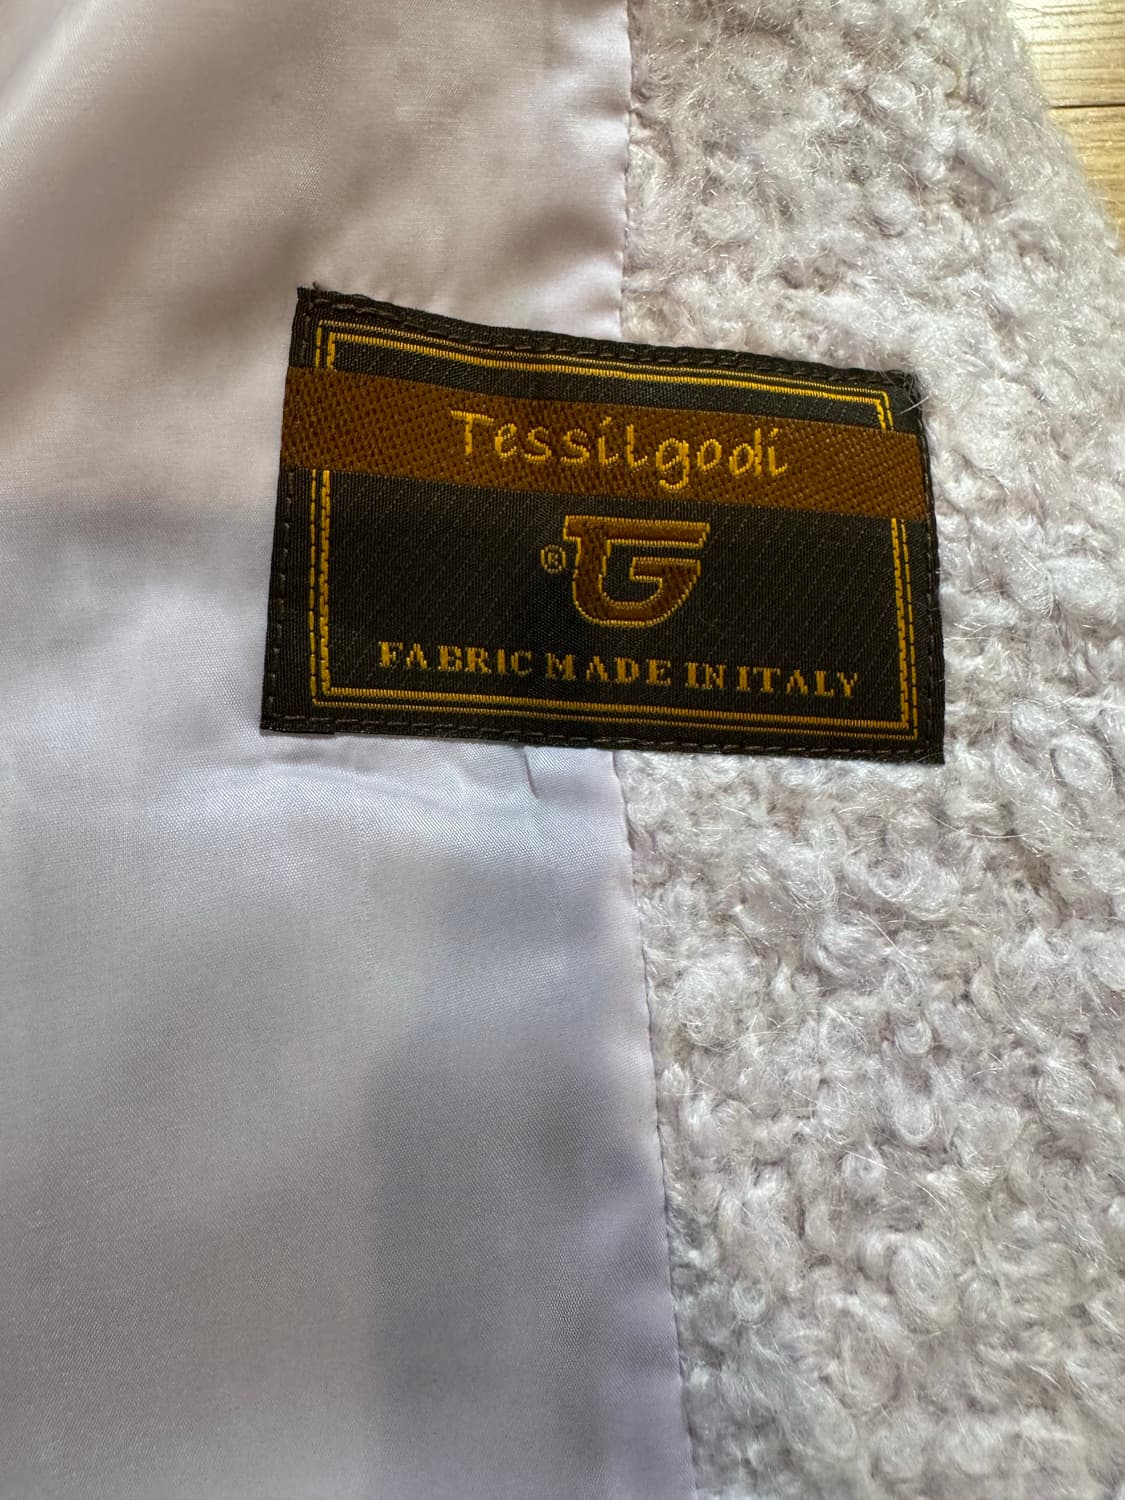 Tessilgodi
® G
FABRIC MADE IN ITALY